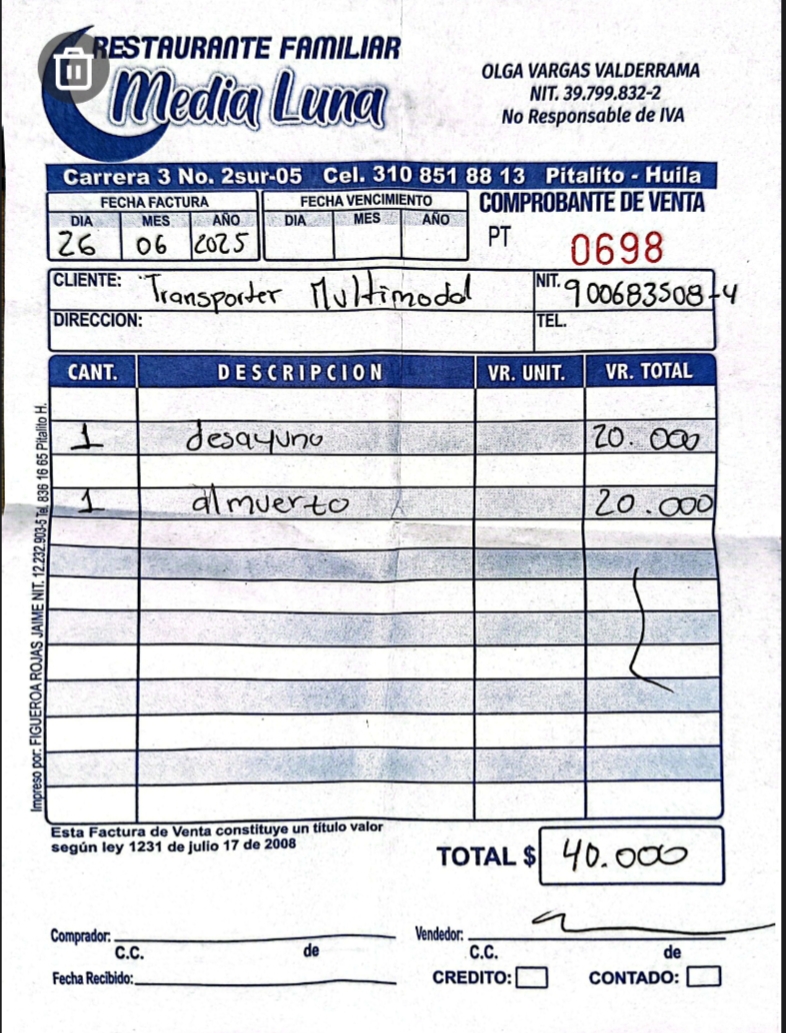 RESTAURANTE FAMILIAR
Media Luna
OLGA VARGAS VALDERRAMA
NIT. 39.799.832-2
No Responsable de IVA
Carrera 3 No. 2sur-05 Cel. 310 851 88 13 Pitalito - Huila
FECHA FACTURA FECHA VENCIMIENTO COMPROBANTE DE VENTA
DIA MES AÑO DIA MES AÑO
26 06 2025 PT 0698
CLIENTE: Transporter Multimodal NIT. 900683508-4
DIRECCION: TEL.
CANT. DESCRIPCION VR. UNIT. VR. TOTAL
1 desayuno 20.000
1 almuerto 20.000
Impreso por: FIGUEROA ROJAS JAIME NIT. 12.232.903-5 Tel. 836 16 65 Pitalito H.
Esta Factura de Venta constituye un título valor
según ley 1231 de julio 17 de 2008
TOTAL $ 40.000
Comprador: Vendedor:
C.C. de C.C. de
Fecha Recibido: CREDITO: CONTADO: